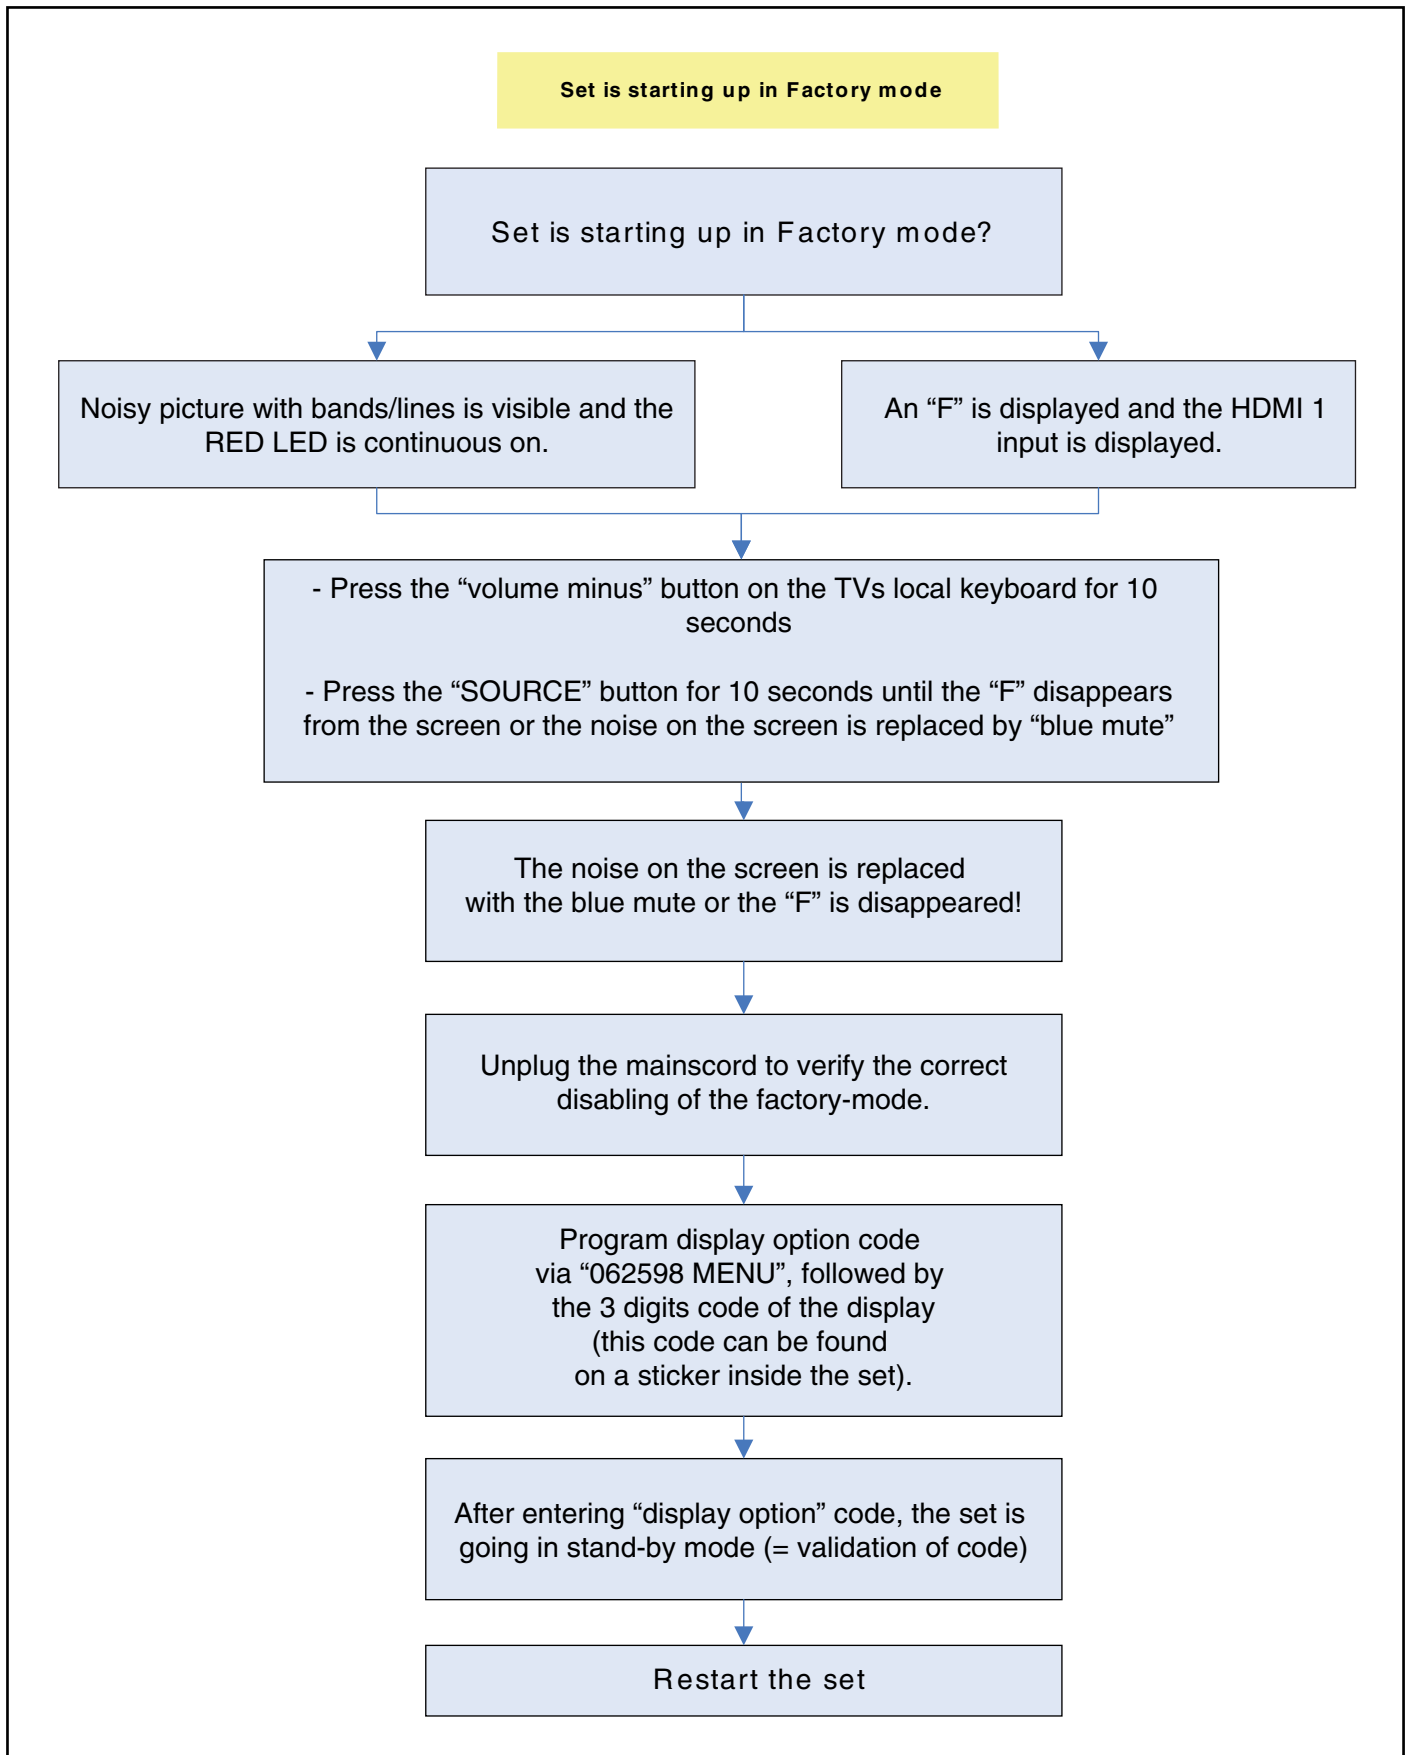 Set is starting up in Factory mode
Set is starting up in Factory mode?
Noisy picture with bands/lines is visible and the
RED LED is continuous on.
An “F” is displayed and the HDMI 1
input is displayed.
- Press the “volume minus” button on the TVs local keyboard for 10
seconds
- Press the “SOURCE” button for 10 seconds until the “F” disappears
from the screen or the noise on the screen is replaced by “blue mute”
The noise on the screen is replaced
with the blue mute or the “F” is disappeared!
Unplug the mainscord to verify the correct
disabling of the factory-mode.
Program display option code
via “062598 MENU”, followed by
the 3 digits code of the display
(this code can be found
on a sticker inside the set).
After entering “display option” code, the set is
going in stand-by mode (= validation of code)
Restart the set